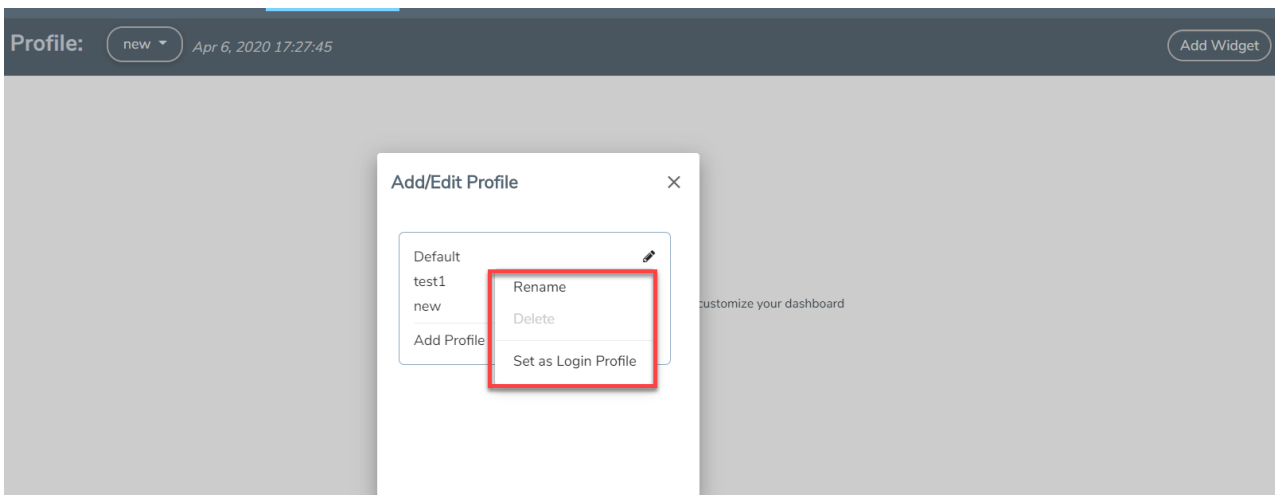 Profile: new Apr 6, 2020 17:27:45 Add Widget
Add/Edit Profile
Default
test1
new
Add Profile
Rename
Delete
Set as Login Profile
customize your dashboard